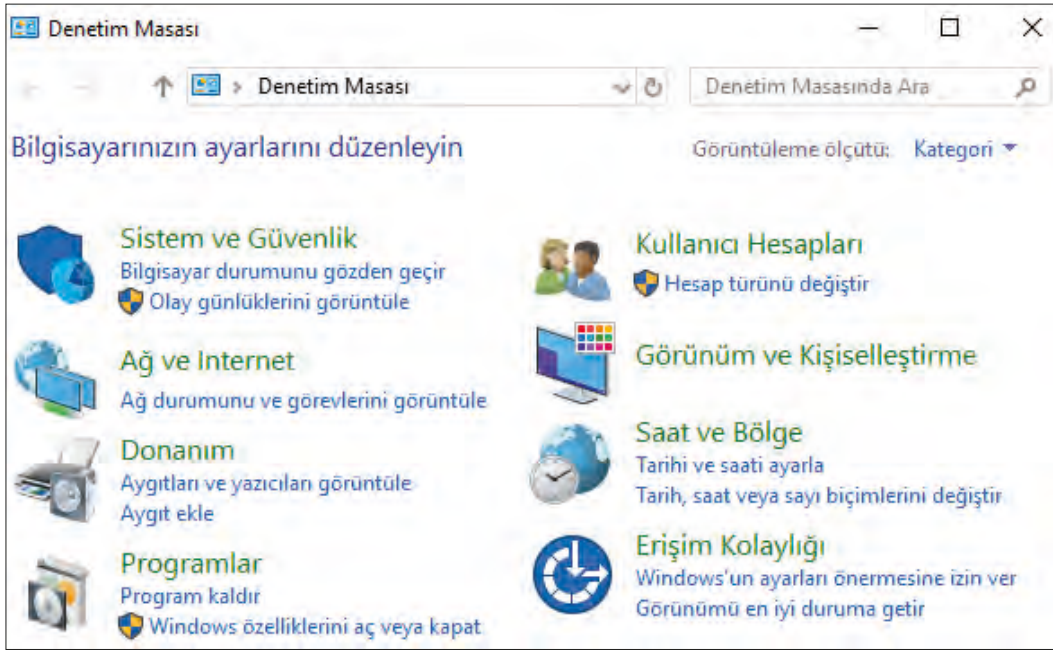 Denetim Masası
Denetim Masası
Denetim Masasında Ara
Bilgisayarınızın ayarlarını düzenleyin
Görüntüleme ölçütü: Kategori
Sistem ve Güvenlik
Bilgisayar durumunu gözden geçir
Olay günlüklerini görüntüle
Ağ ve Internet
Ağ durumunu ve görevlerini görüntüle
Donanım
Aygıtları ve yazıcıları görüntüle
Aygıt ekle
Programlar
Program kaldır
Windows özelliklerini aç veya kapat
Kullanıcı Hesapları
Hesap türünü değiştir
Görünüm ve Kişiselleştirme
Saat ve Bölge
Tarihi ve saati ayarla
Tarih, saat veya sayı biçimlerini değiştir
Erişim Kolaylığı
Windows'un ayarları önermesine izin ver
Görünümü en iyi duruma getir